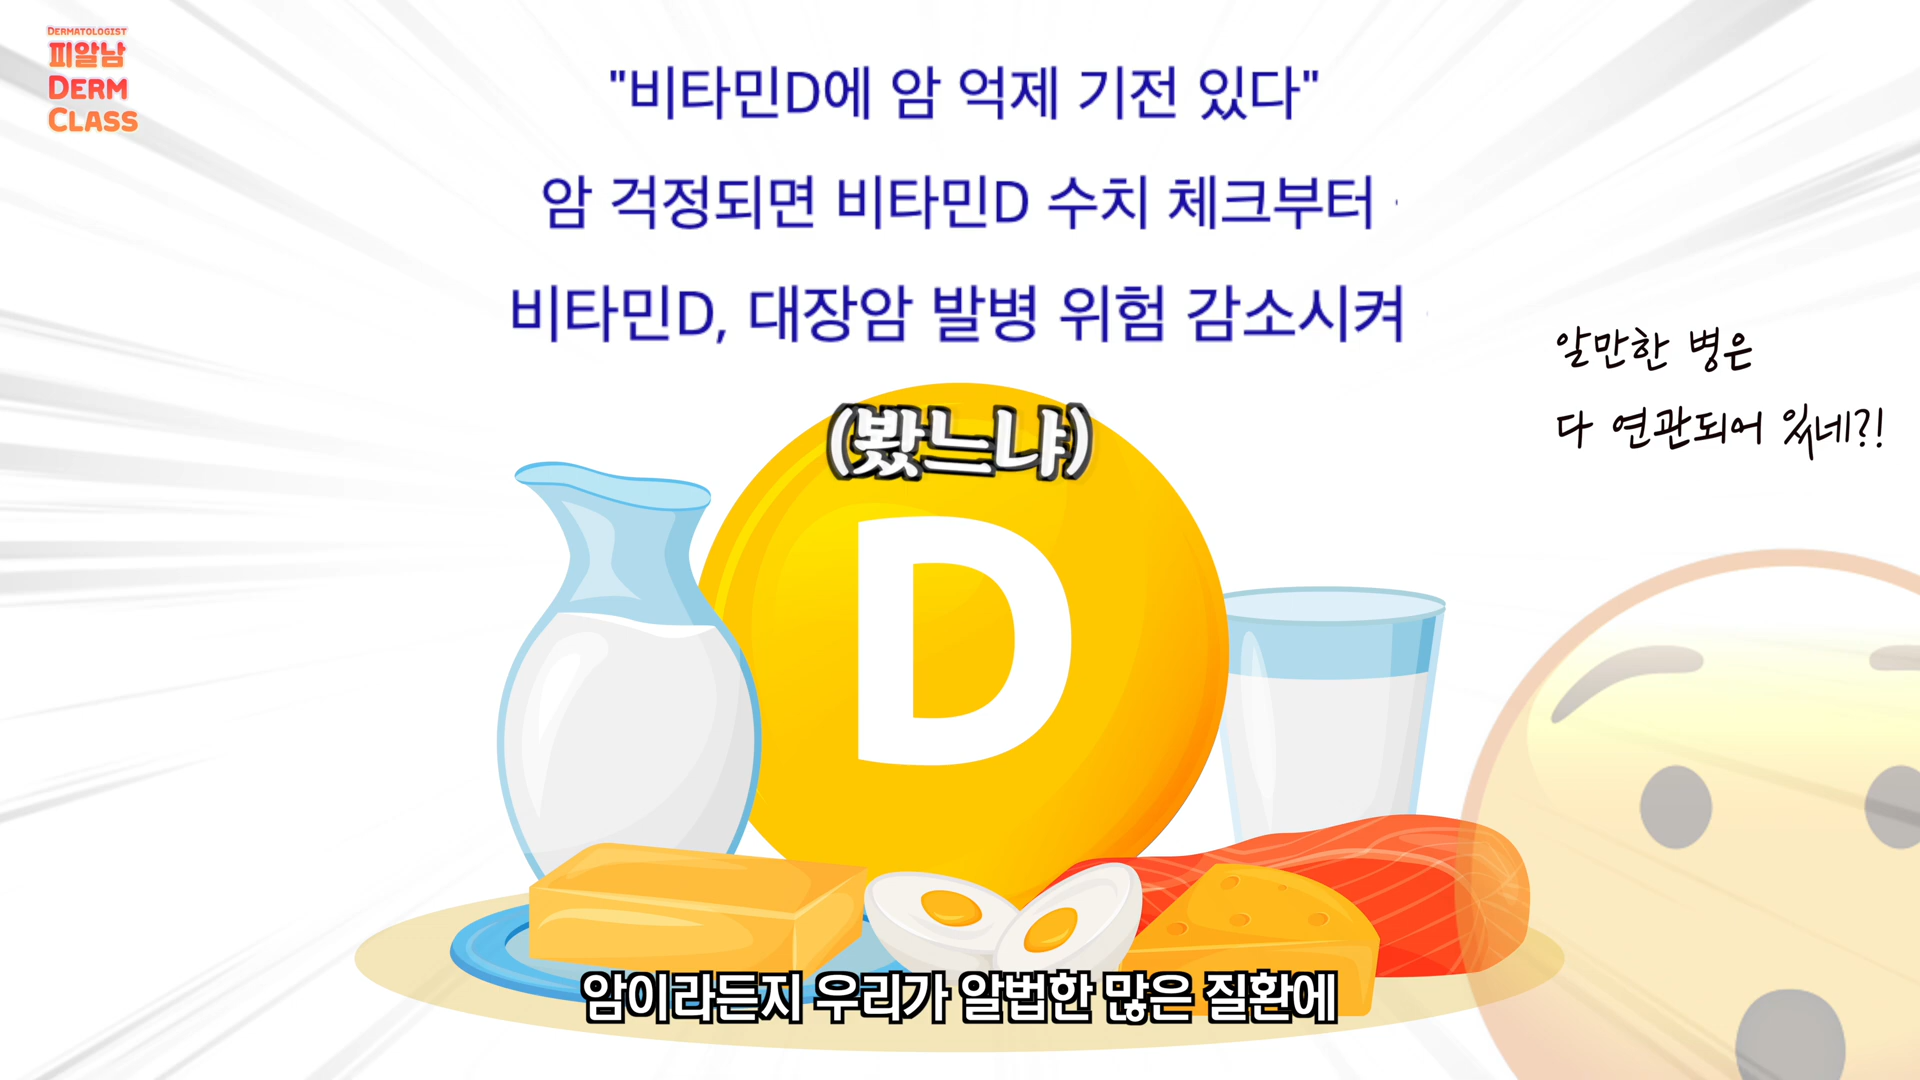 DERMATOLOGIST
피알남
DERM
CLASS
"비타민D에 암 억제 기전 있다"
암 걱정되면 비타민D 수치 체크부터
비타민D, 대장암 발병 위험 감소시켜
알만한 병은
다 연관되어 있네?!
(봤느냐)
D
암이라든지 우리가 알법한 많은 질환에